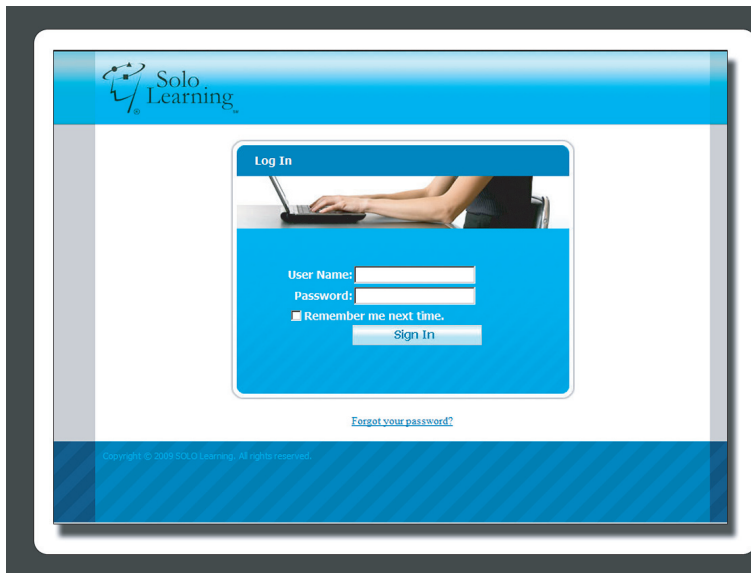 Solo
Learning
Log In
User Name:
Password:
Remember me next time.
Sign In
Forgot your password?
Copyright © 2009 SOLO Learning. All rights reserved.